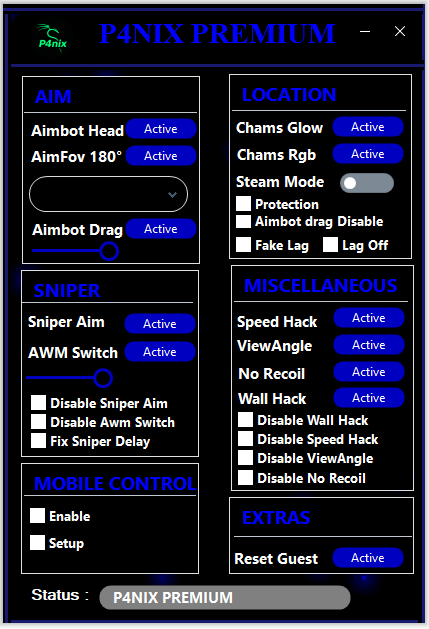 P4nix
P4NIX PREMIUM
AIM
Aimbot Head Active
AimFov 180° Active
Aimbot Drag Active
SNIPER
Sniper Aim Active
AWM Switch Active
Disable Sniper Aim
Disable Awm Switch
Fix Sniper Delay
MOBILE CONTROL
Enable
Setup
LOCATION
Chams Glow Active
Chams Rgb Active
Steam Mode
Protection
Aimbot drag Disable
Fake Lag Lag Off
MISCELLANEOUS
Speed Hack Active
ViewAngle Active
No Recoil Active
Wall Hack Active
Disable Wall Hack
Disable Speed Hack
Disable ViewAngle
Disable No Recoil
EXTRAS
Reset Guest Active
Status : P4NIX PREMIUM